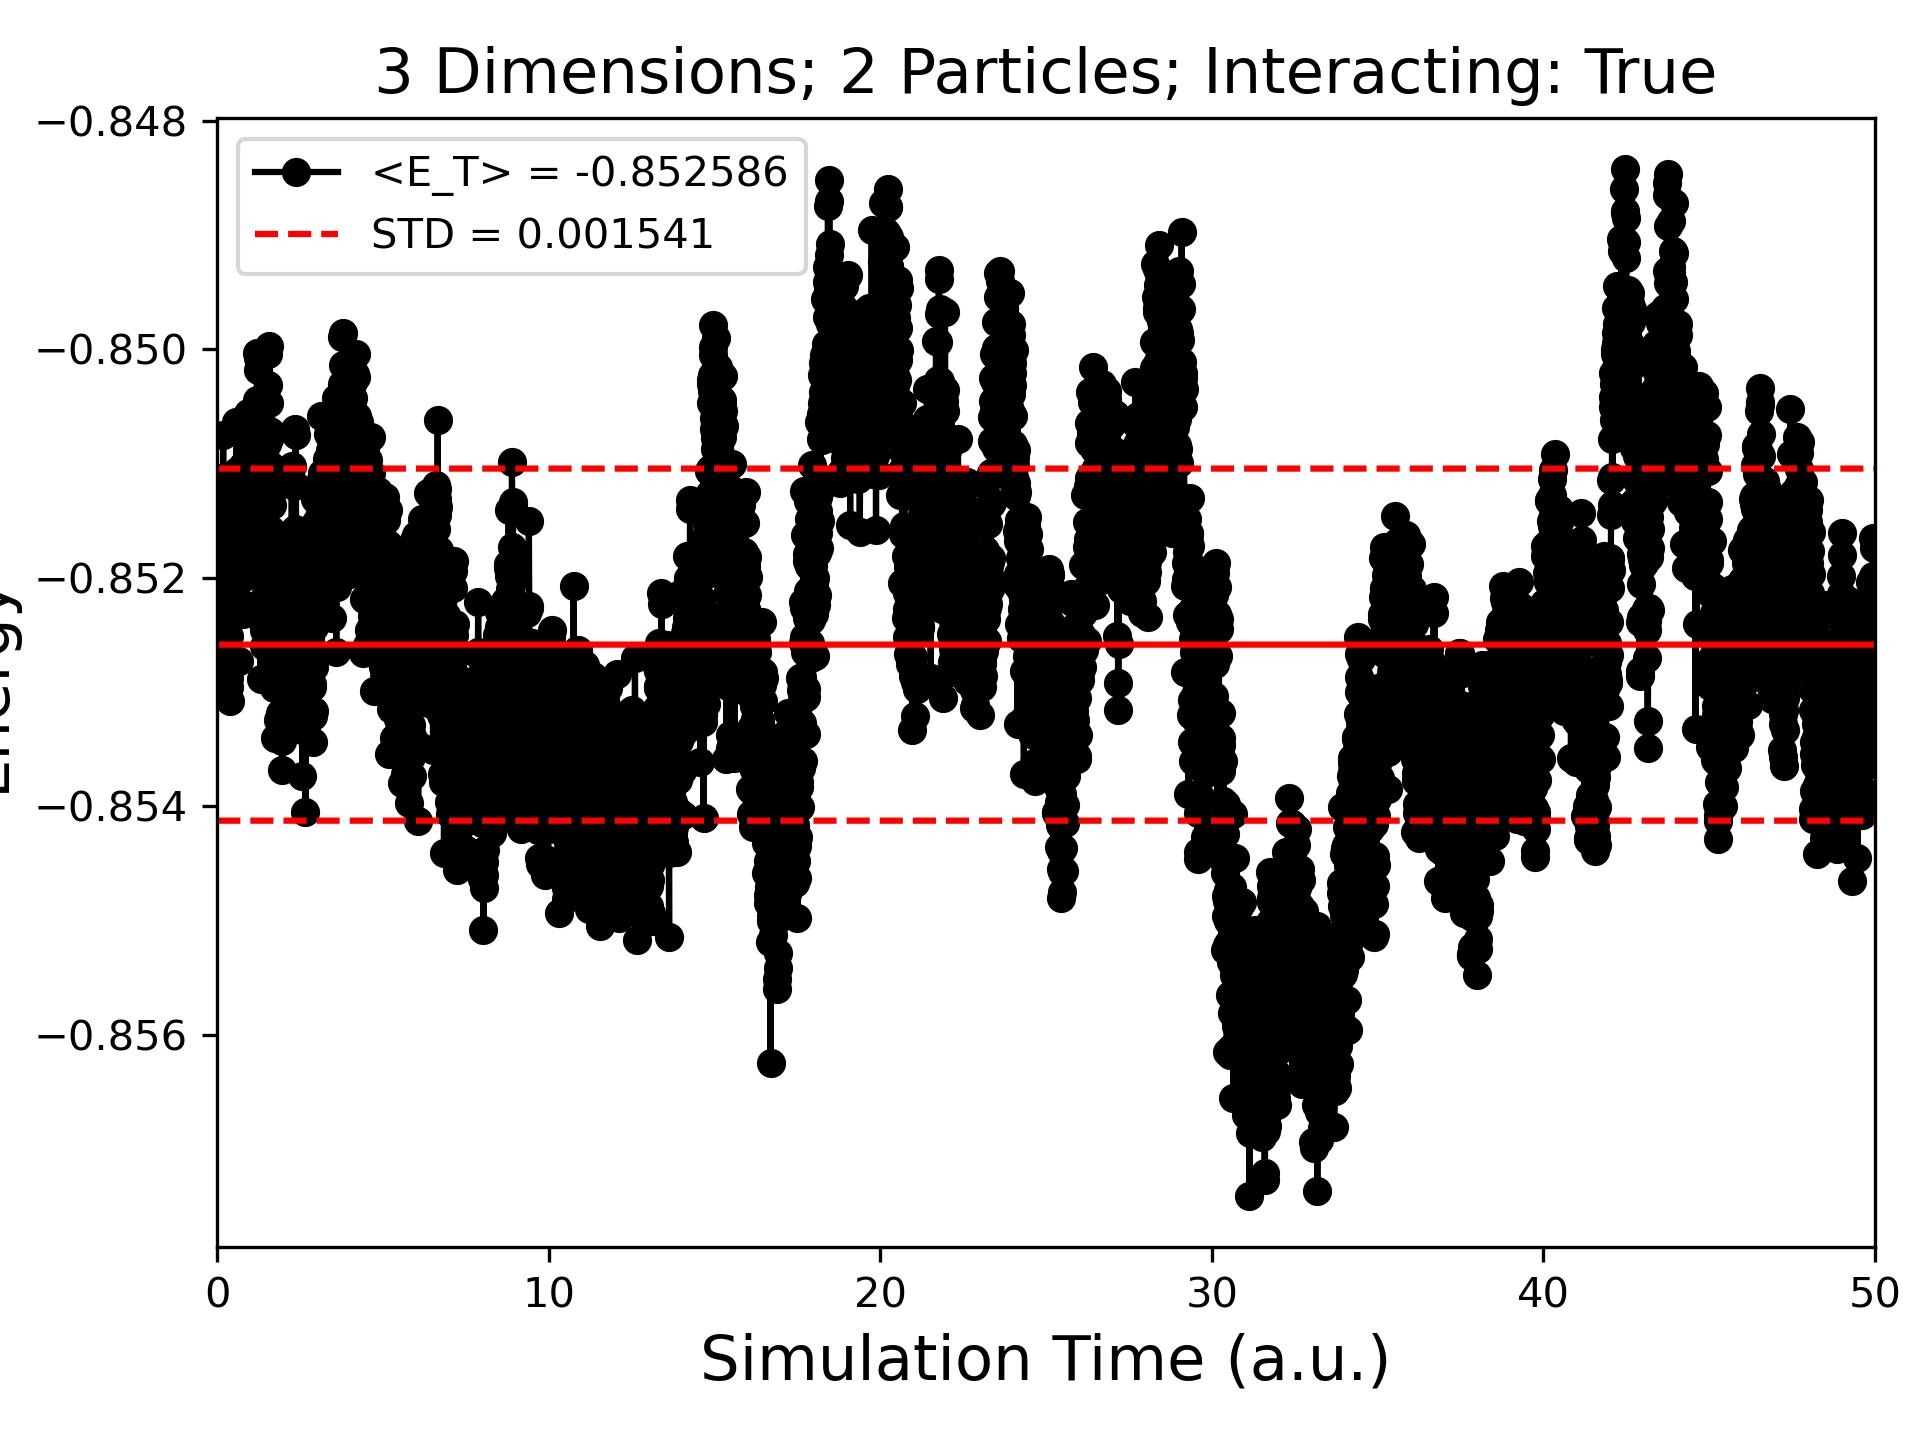 3 Dimensions; 2 Particles; Interacting: True
<E_T> = -0.852586
STD = 0.001541
−0.848
−0.850
−0.852
−0.854
−0.856
Energy
0 10 20 30 40 50
Simulation Time (a.u.)